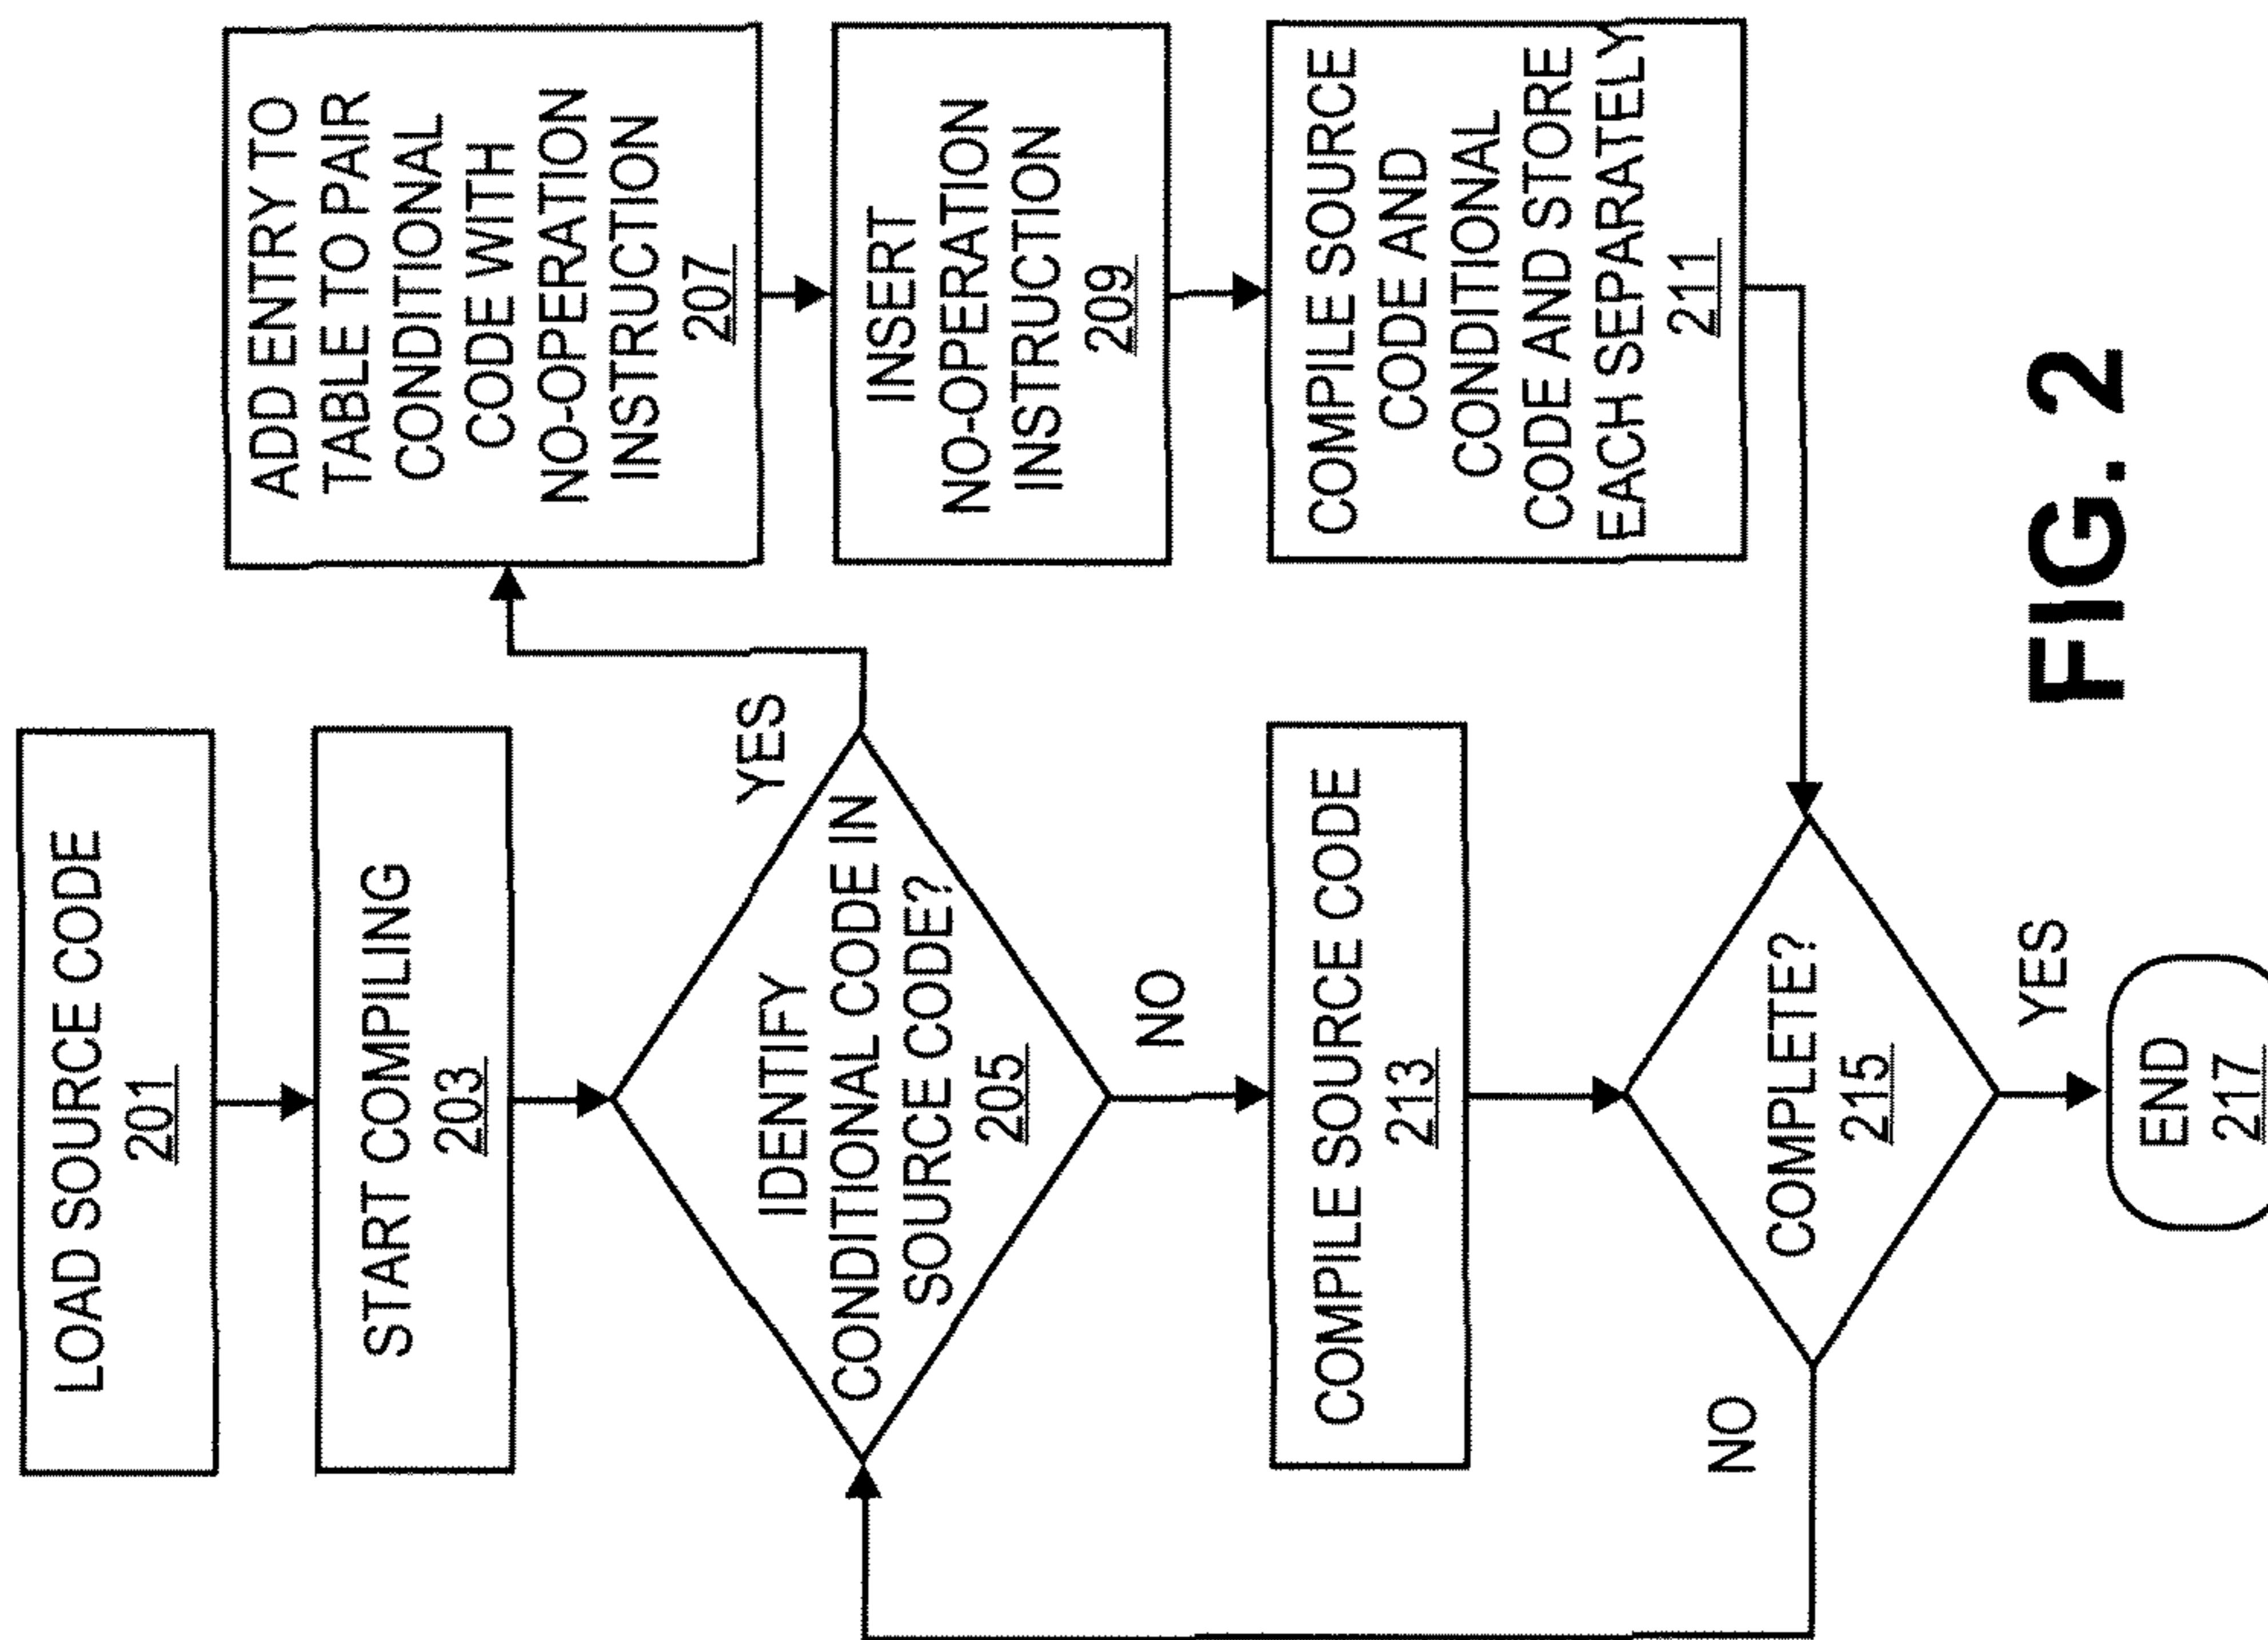 LOAD SOURCE CODE
201
START COMPILING
203
IDENTIFY
CONDITIONAL CODE IN
SOURCE CODE?
205
YES
NO
ADD ENTRY TO
TABLE TO PAIR
CONDITIONAL
CODE WITH
NO-OPERATION
INSTRUCTION
207
INSERT
NO-OPERATION
INSTRUCTION
209
COMPILE SOURCE
CODE AND
CONDITIONAL
CODE AND STORE
EACH SEPARATELY
211
COMPILE SOURCE CODE
213
COMPLETE?
215
NO
YES
END
217
FIG. 2